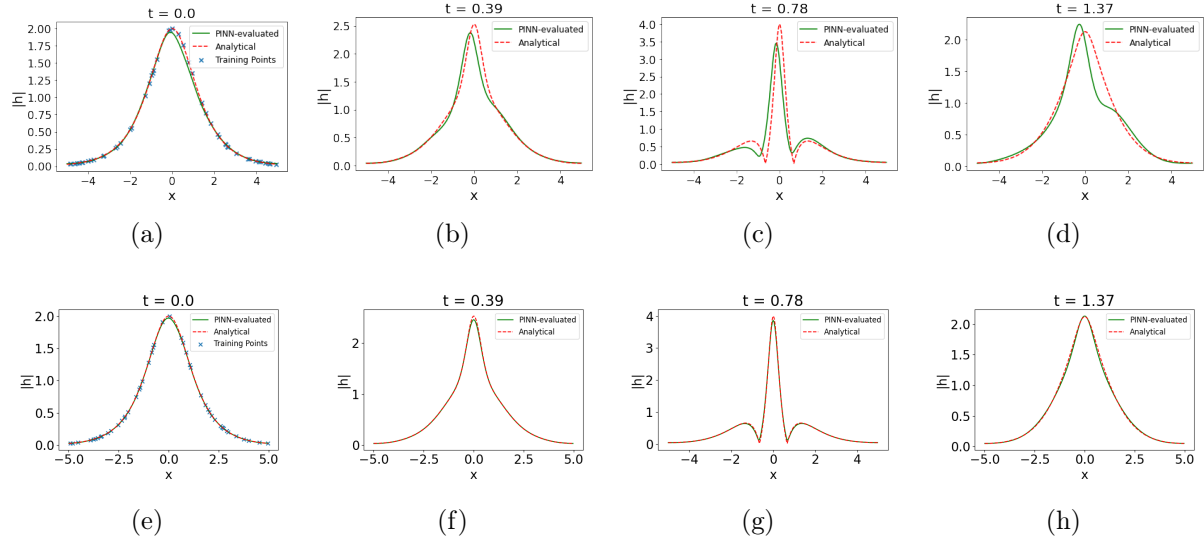 t = 0.0
|h|
2.00
1.75
1.50
1.25
1.00
0.75
0.50
0.25
0.00
PINN-evaluated
Analytical
Training Points
−4 −2 0 2 4
x
(a)
t = 0.39
|h|
2.5
2.0
1.5
1.0
0.5
0.0
PINN-evaluated
Analytical
−4 −2 0 2 4
x
(b)
t = 0.78
|h|
4.0
3.5
3.0
2.5
2.0
1.5
1.0
0.5
0.0
PINN-evaluated
Analytical
−4 −2 0 2 4
x
(c)
t = 1.37
|h|
2.0
1.5
1.0
0.5
0.0
PINN-evaluated
Analytical
−4 −2 0 2 4
x
(d)
t = 0.0
|h|
2.0
1.5
1.0
0.5
0.0
PINN-evaluated
Analytical
Training Points
−5.0 −2.5 0.0 2.5 5.0
x
(e)
t = 0.39
|h|
2
1
0
PINN-evaluated
Analytical
−5.0 −2.5 0.0 2.5 5.0
x
(f)
t = 0.78
|h|
4
3
2
1
0
PINN-evaluated
Analytical
−4 −2 0 2 4
x
(g)
t = 1.37
|h|
2.0
1.5
1.0
0.5
0.0
PINN-evaluated
Analytical
−5.0 −2.5 0.0 2.5 5.0
x
(h)